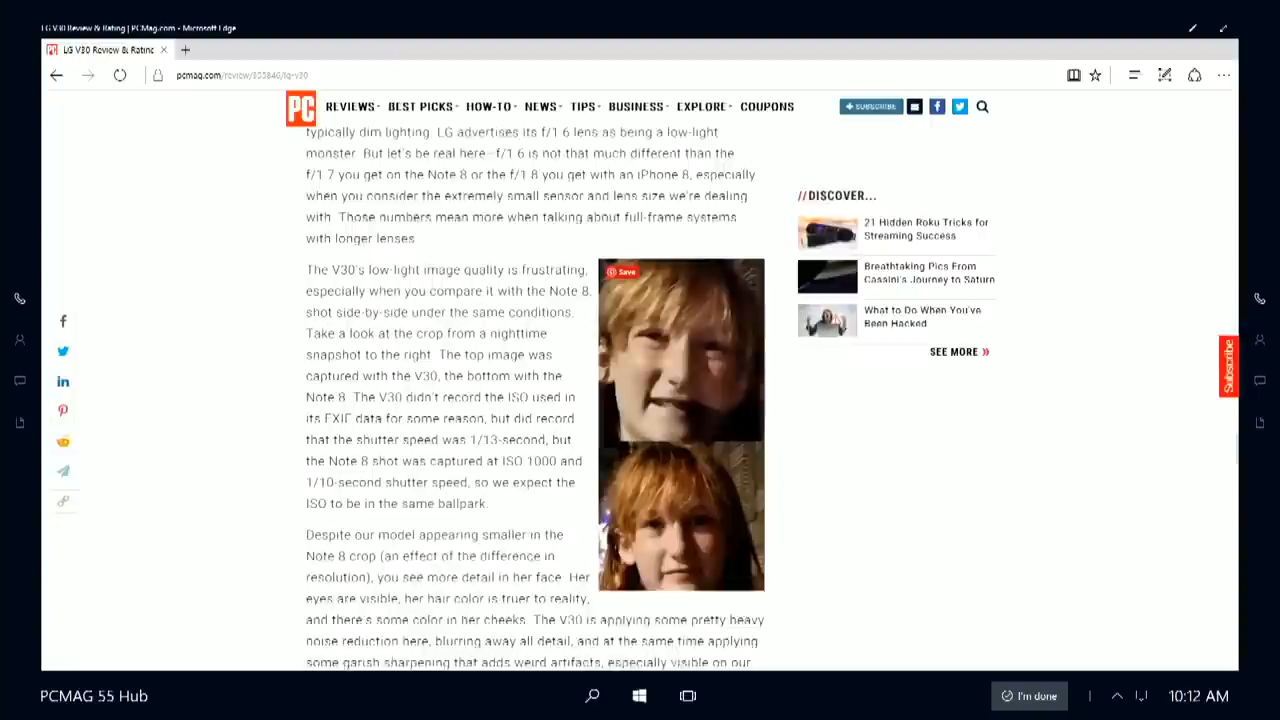 LG V30 Review & Rating | PCMag.com - Microsoft Edge
PC LG V30 Review & Rating
pcmag.com/review/355846/lg-v30
PC REVIEWS BEST PICKS HOW-TO NEWS TIPS BUSINESS EXPLORE COUPONS + SUBSCRIBE
typically dim lighting. LG advertises its f/1.6 lens as being a low-light
monster. But let's be real here—f/1.6 is not that much different than the
f/1.7 you get on the Note 8 or the f/1.8 you get with an iPhone 8, especially
when you consider the extremely small sensor and lens size we're dealing
with. Those numbers mean more when talking about full-frame systems
with longer lenses.
The V30's low-light image quality is frustrating,
especially when you compare it with the Note 8,
shot side-by-side under the same conditions.
Take a look at the crop from a nighttime
snapshot to the right. The top image was
captured with the V30, the bottom with the
Note 8. The V30 didn't record the ISO used in
its EXIF data for some reason, but did record
that the shutter speed was 1/13-second, but
the Note 8 shot was captured at ISO 1000 and
1/10-second shutter speed, so we expect the
ISO to be in the same ballpark.
Despite our model appearing smaller in the
Note 8 crop (an effect of the difference in
resolution), you see more detail in her face. Her
eyes are visible, her hair color is truer to reality,
and there's some color in her cheeks. The V30 is applying some pretty heavy
noise reduction here, blurring away all detail, and at the same time applying
some garish sharpening that adds weird artifacts, especially visible on our
Save
//DISCOVER...
21 Hidden Roku Tricks for
Streaming Success
Breathtaking Pics From
Cassini's Journey to Saturn
What to Do When You've
Been Hacked
SEE MORE »
Subscribe
PCMAG 55 Hub
I'm done
10:12 AM